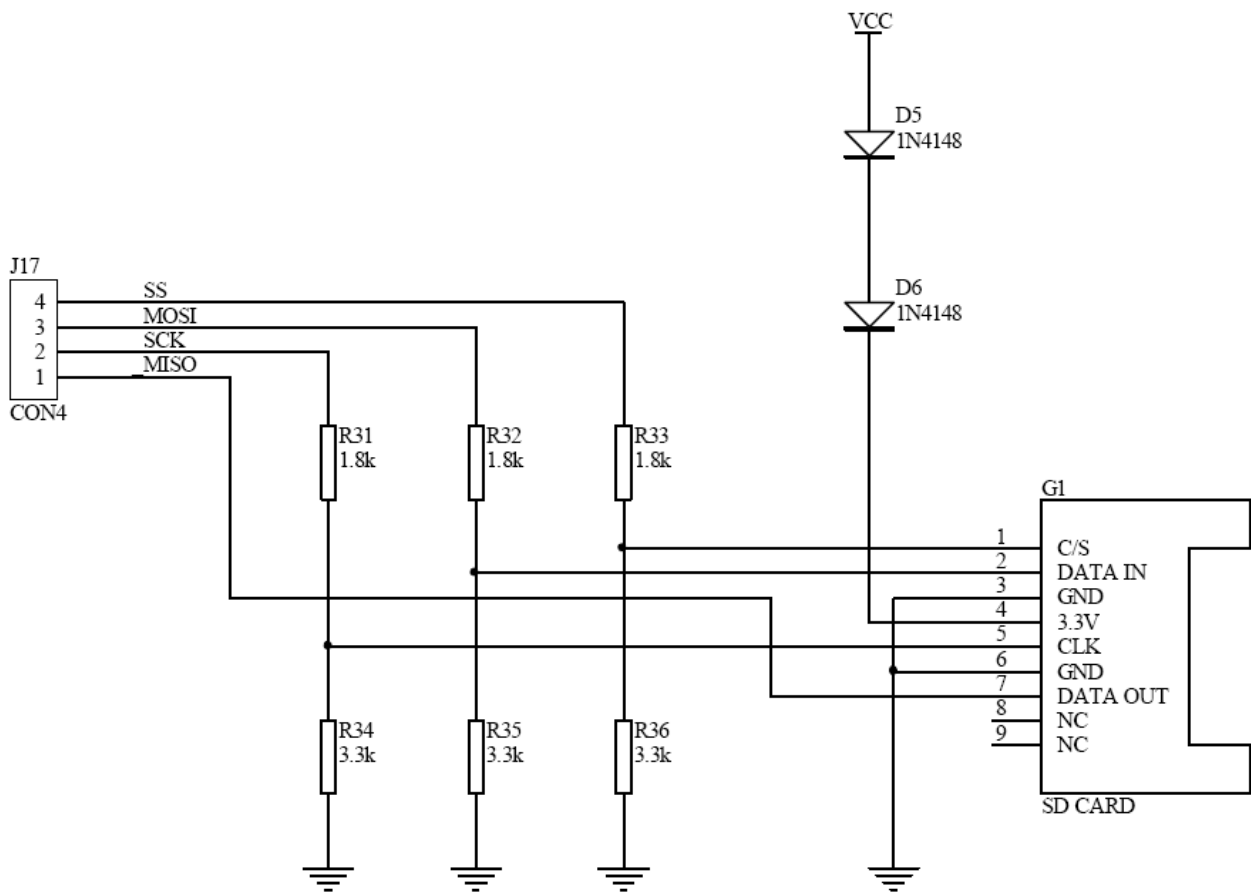 VCC
D5
1N4148
J17
4
SS
3
MOSI
2
SCK
1
_MISO
CON4
D6
1N4148
R31
1.8k
R32
1.8k
R33
1.8k
G1
1
C/S
2
DATA IN
3
GND
4
3.3V
5
CLK
6
GND
7
DATA OUT
8
NC
9
NC
SD CARD
R34
3.3k
R35
3.3k
R36
3.3k